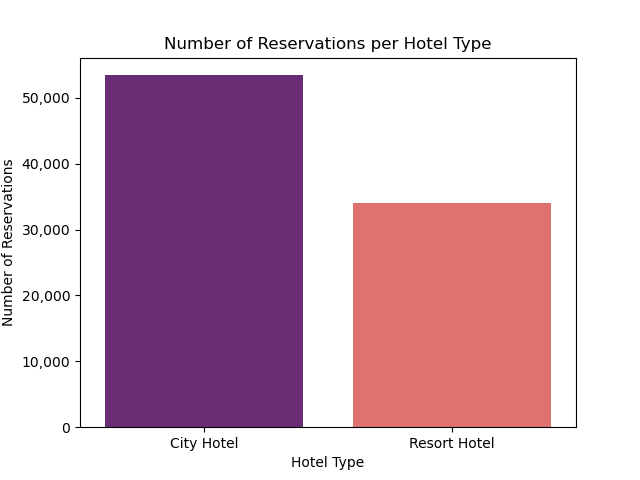 Number of Reservations per Hotel Type
Number of Reservations
50,000
40,000
30,000
20,000
10,000
0
City Hotel
Resort Hotel
Hotel Type